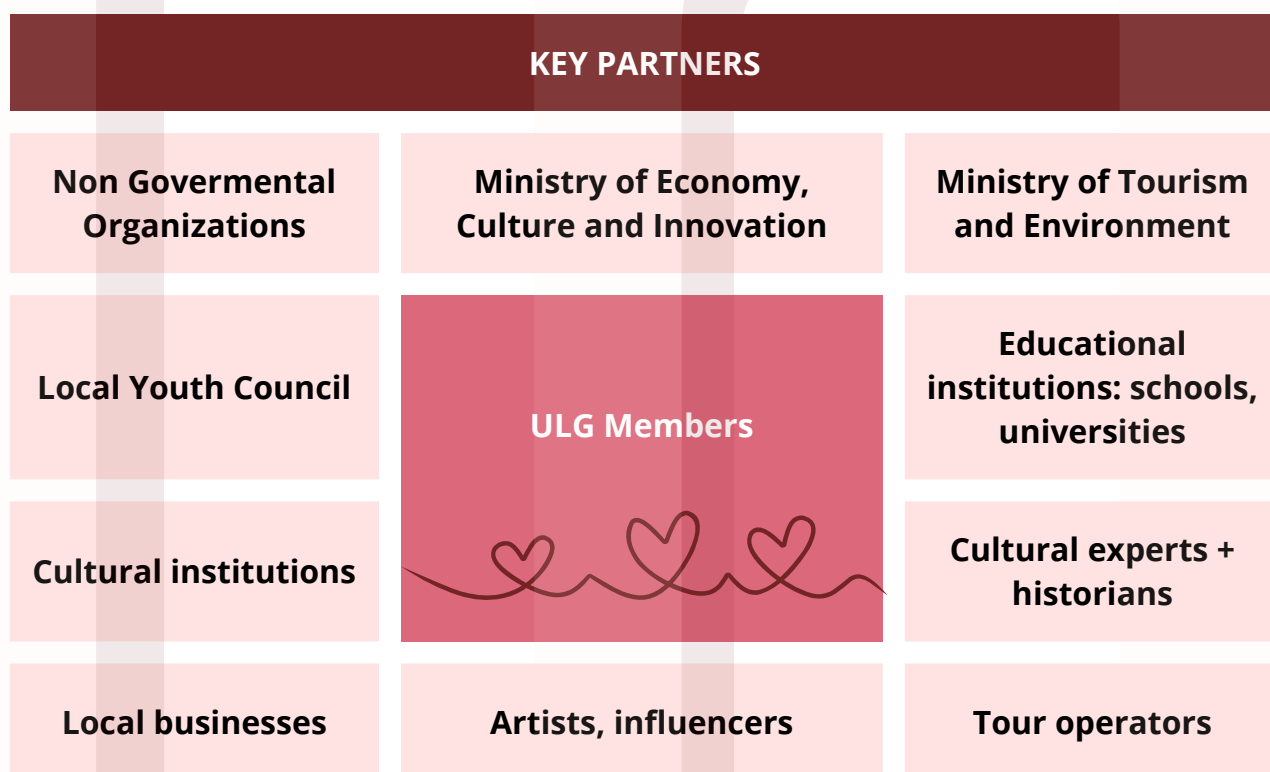 KEY PARTNERS
Non Govermental
Organizations
Ministry of Economy,
Culture and Innovation
Ministry of Tourism
and Environment
Local Youth Council
ULG Members
Educational
institutions: schools,
universities
Cultural institutions
Cultural experts +
historians
Local businesses
Artists, influencers
Tour operators